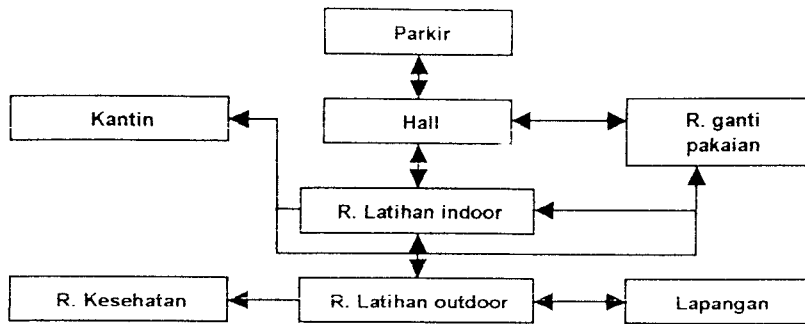 Parkir
Kantin
Hall
R. ganti
pakaian
R. Latihan indoor
R. Kesehatan
R. Latihan outdoor
Lapangan